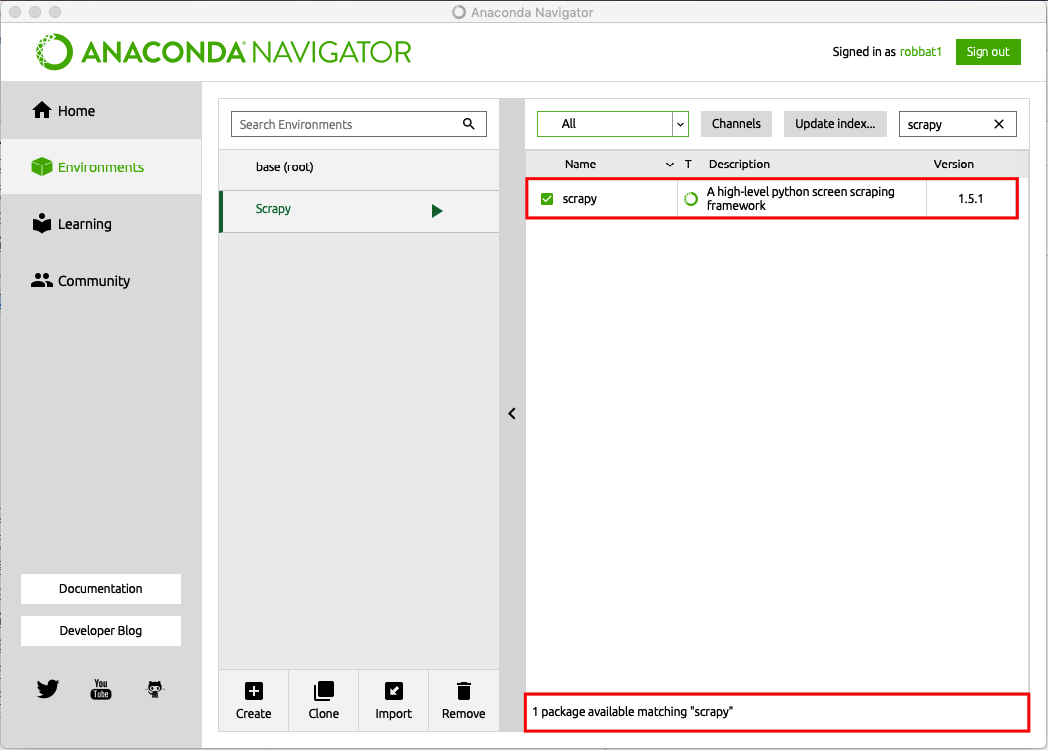 Anaconda Navigator
ANACONDA NAVIGATOR
Signed in as robbat1
Sign out
Home
Environments
Learning
Community
Documentation
Developer Blog
You
Tube
Search Environments
base (root)
Scrapy
Create
Clone
Import
Remove
All
Channels
Update index...
scrapy
Name
T
Description
Version
scrapy
A high-level python screen scraping
framework
1.5.1
1 package available matching "scrapy"